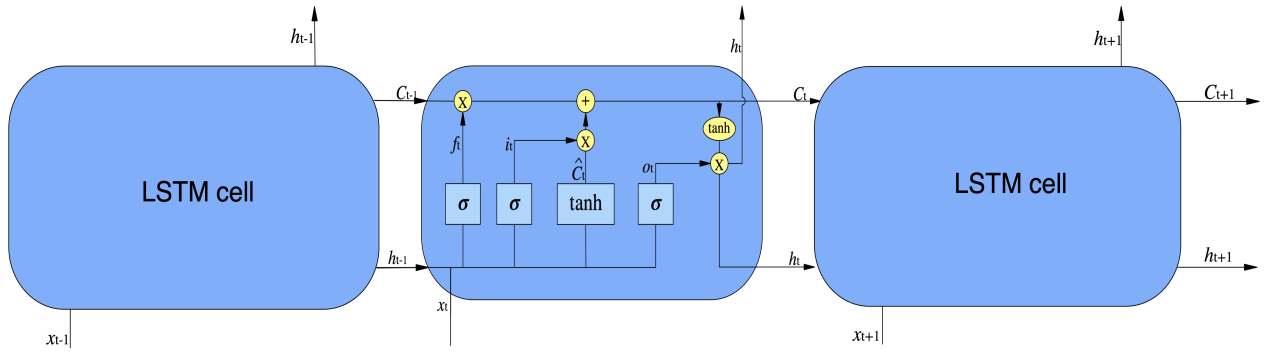 ht-1
ht
ht+1
Ct-1
X
+
Ct
Ct+1
tanh
ft
it
X
ot
X
Ĉt
LSTM cell
σ
σ
tanh
σ
LSTM cell
ht-1
ht
ht+1
xt-1
xt
xt+1